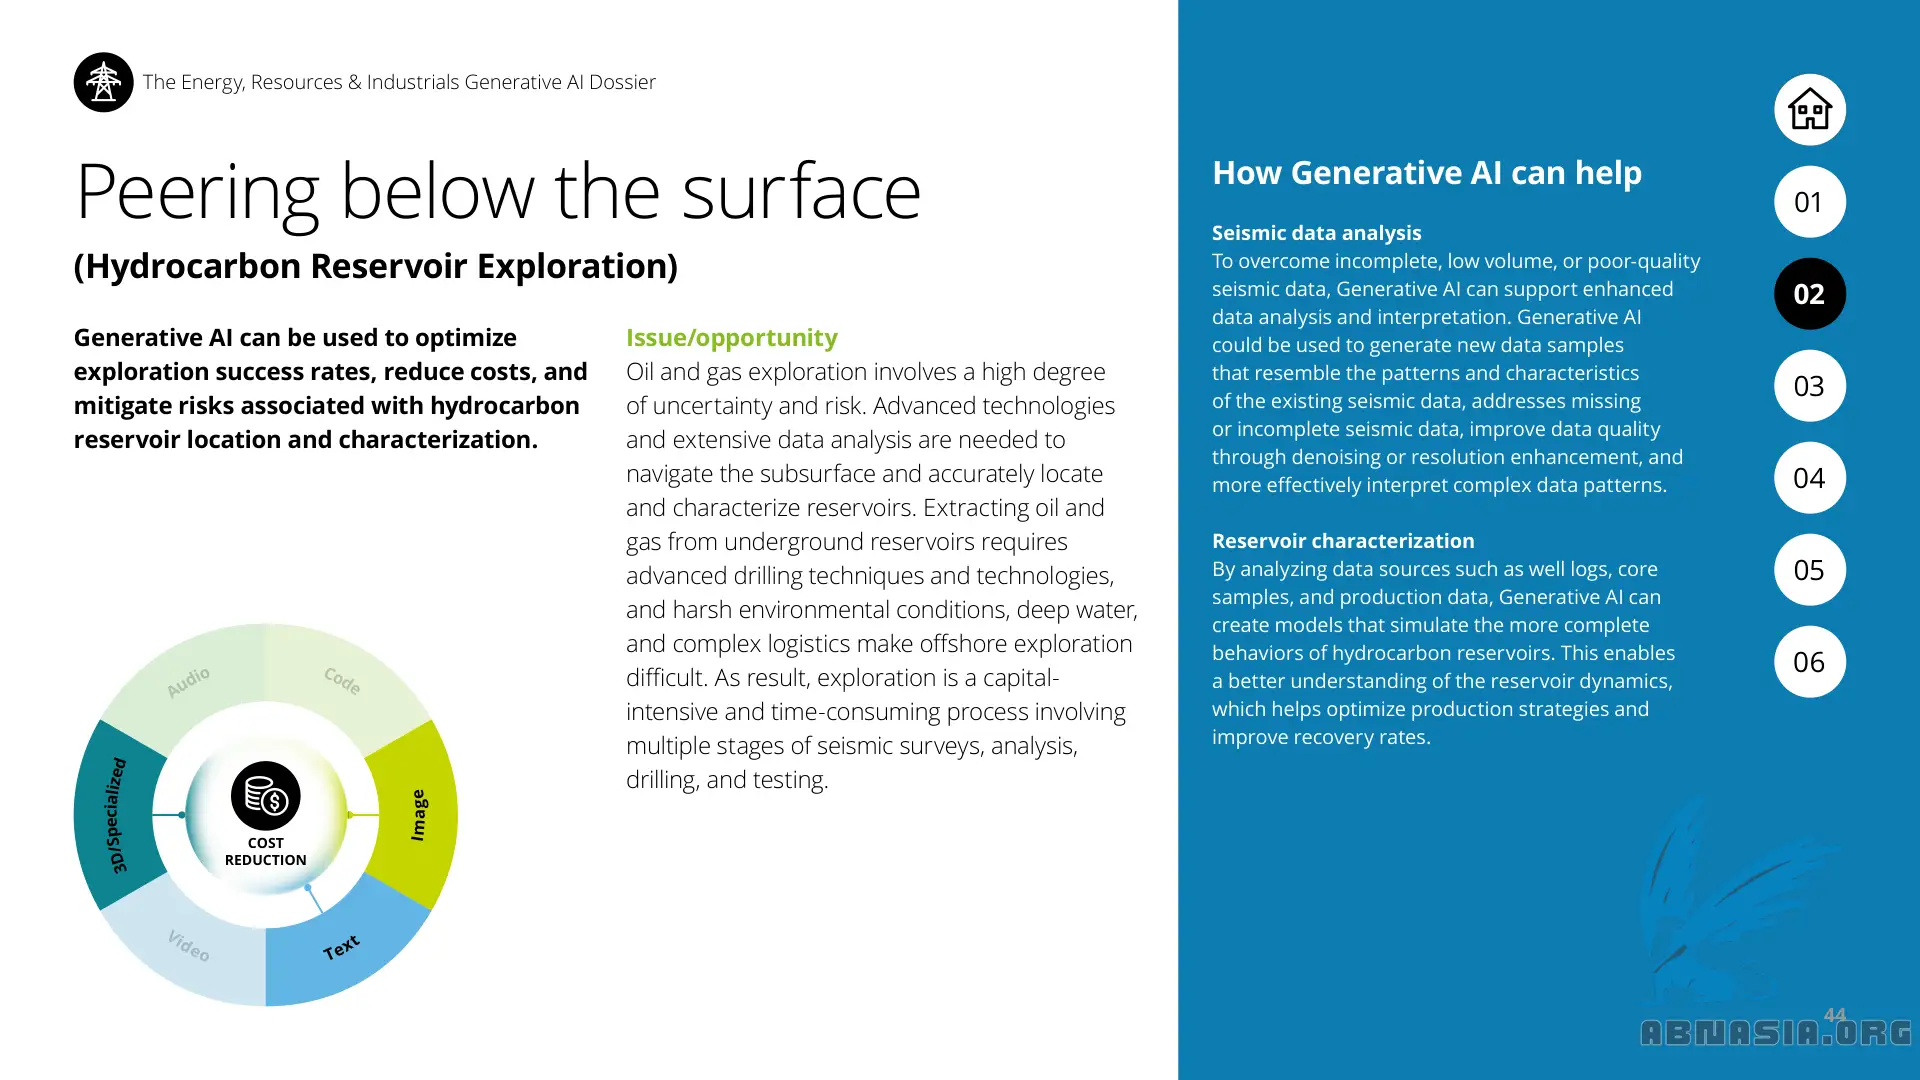 The Energy, Resources & Industrials Generative AI Dossier
Peering below the surface
(Hydrocarbon Reservoir Exploration)
Generative AI can be used to optimize
exploration success rates, reduce costs, and
mitigate risks associated with hydrocarbon
reservoir location and characterization.
Audio
Code
3D/Specialized
Image
Video
Text
COST
REDUCTION
Issue/opportunity
Oil and gas exploration involves a high degree
of uncertainty and risk. Advanced technologies
and extensive data analysis are needed to
navigate the subsurface and accurately locate
and characterize reservoirs. Extracting oil and
gas from underground reservoirs requires
advanced drilling techniques and technologies,
and harsh environmental conditions, deep water,
and complex logistics make offshore exploration
difficult. As result, exploration is a capital-
intensive and time-consuming process involving
multiple stages of seismic surveys, analysis,
drilling, and testing.
How Generative AI can help
Seismic data analysis
To overcome incomplete, low volume, or poor-quality
seismic data, Generative AI can support enhanced
data analysis and interpretation. Generative AI
could be used to generate new data samples
that resemble the patterns and characteristics
of the existing seismic data, addresses missing
or incomplete seismic data, improve data quality
through denoising or resolution enhancement, and
more effectively interpret complex data patterns.
Reservoir characterization
By analyzing data sources such as well logs, core
samples, and production data, Generative AI can
create models that simulate the more complete
behaviors of hydrocarbon reservoirs. This enables
a better understanding of the reservoir dynamics,
which helps optimize production strategies and
improve recovery rates.
01
02
03
04
05
06
44
ABNASIA.ORG